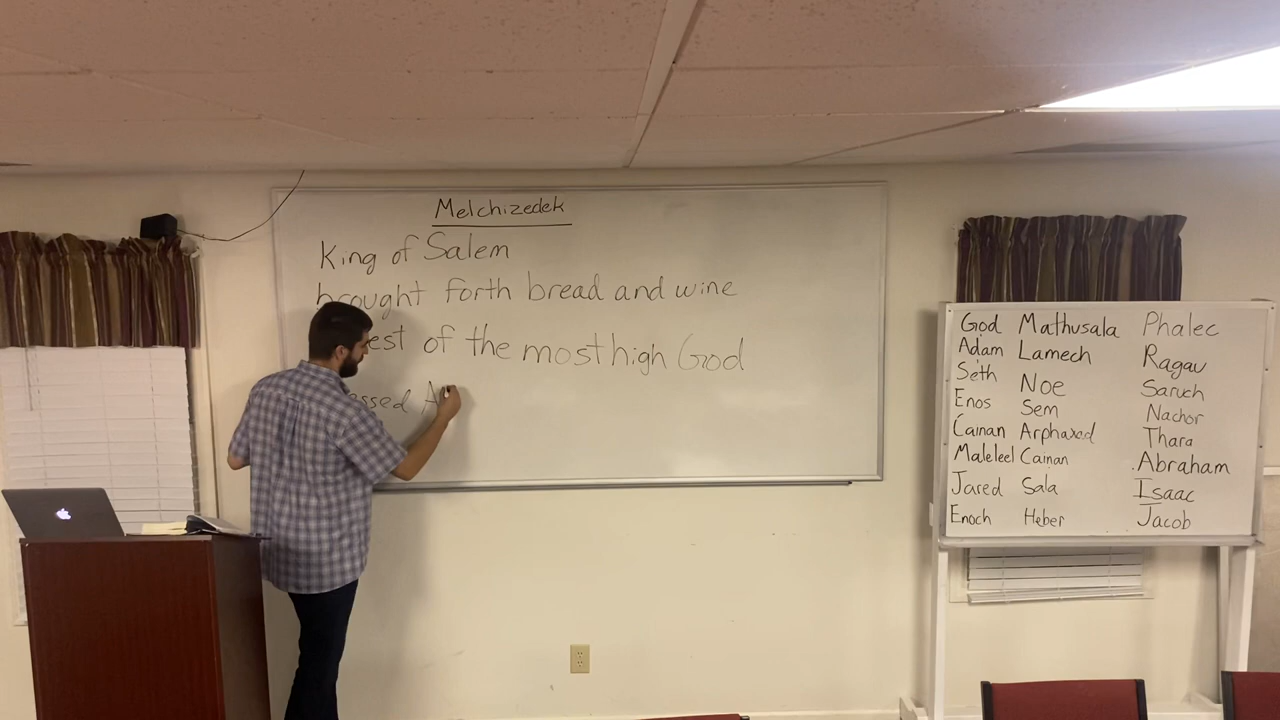 Melchizedek
King of Salem
brought forth bread and wine
of the most high God
God Mathusala Phalec
Adam Lamech Ragau
Seth Noe Saruch
Enos Sem Nachor
Cainan Arphaxad Thara
Maleleel Cainan Abraham
Jared Sala Isaac
Enoch Heber Jacob